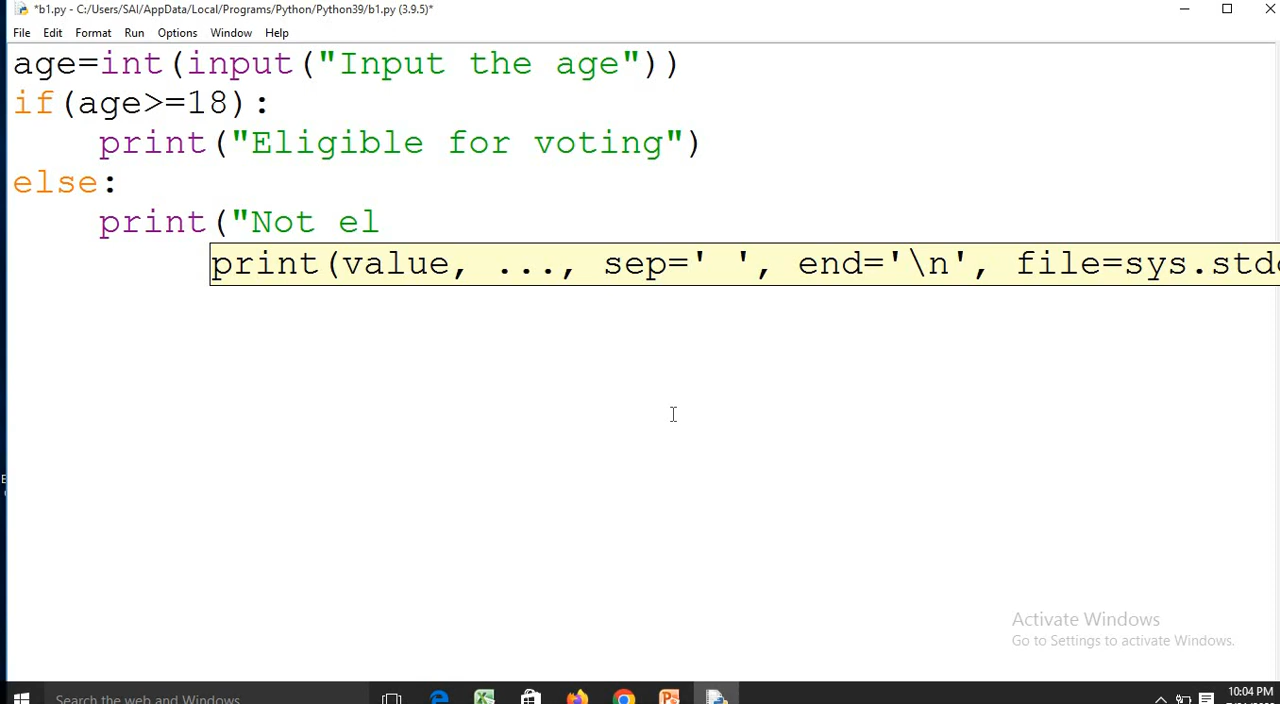 *b1.py - C:/Users/SAI/AppData/Local/Programs/Python/Python39/b1.py (3.9.5)*
File Edit Format Run Options Window Help
age=int(input("Input the age"))
if(age>=18):
    print("Eligible for voting")
else:
    print("Not el
print(value, ..., sep=' ', end='\n', file=sys.std
Activate Windows
Go to Settings to activate Windows.
Search the web and Windows
10:04 PM